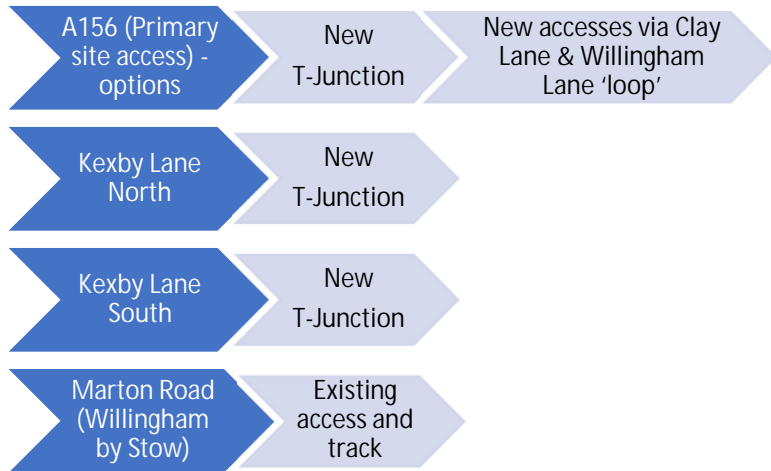 A156 (Primary
site access) -
options
New
T-Junction
New accesses via Clay
Lane & Willingham
Lane ‘loop’
Kexby Lane
North
New
T-Junction
Kexby Lane
South
New
T-Junction
Marton Road
(Willingham
by Stow)
Existing
access and
track